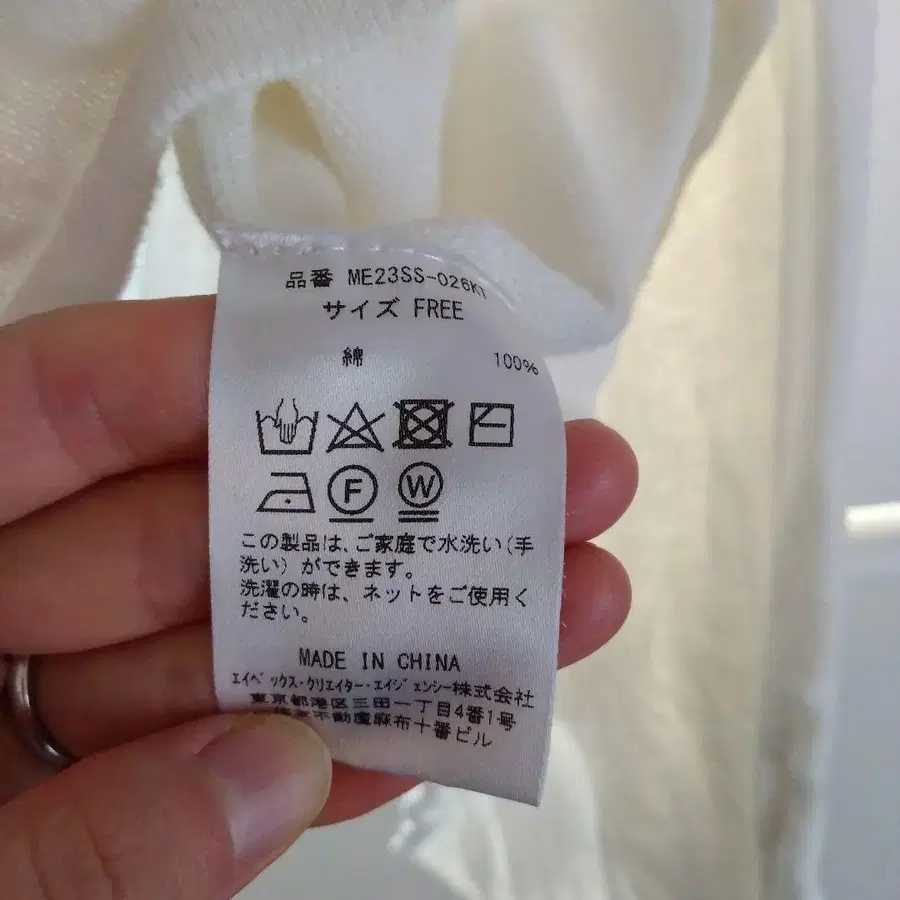 品番 ME23SS-026KT
サイズ FREE
綿 100%
F W
この製品は、ご家庭で水洗い(手
洗い)ができます。
洗濯の時は、ネットをご使用く
ださい。
MADE IN CHINA
エイベックス・クリエイター・エイジェンシー株式会社
東京都港区三田一丁目4番1号
不動産麻布十番ビル